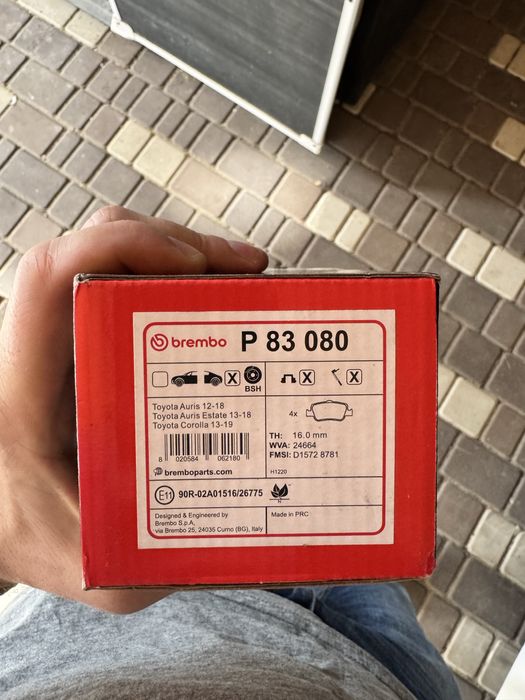 brembo P 83 080
X BSH X X
Toyota Auris 12-18
Toyota Auris Estate 13-18
Toyota Corolla 13-19
4x
8 020584 062180
TH: 16.0 mm
WVA: 24664
FMSI: D1572 8781
bremboparts.com
H1220
E11 90R-02A01516/26775
N
Designed & Engineered by
Brembo S.p.A.
via Brembo 25, 24035 Curno (BG), Italy
Made in PRC